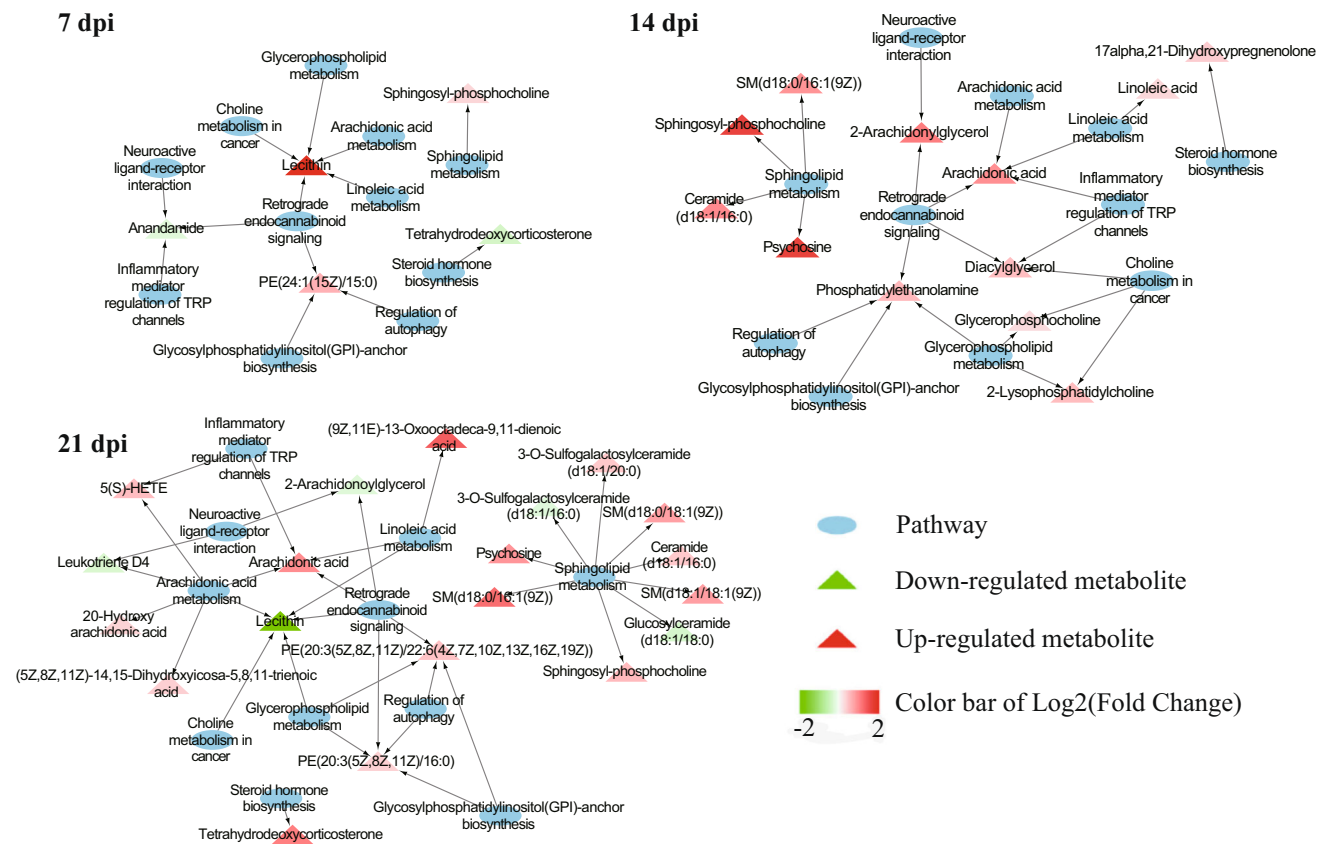 7 dpi
Glycerophospholipid
metabolism
Choline
metabolism in
cancer
Sphingosyl-phosphocholine
Arachidonic acid
metabolism
Neuroactive
ligand-receptor
interaction
Lecithin
Sphingolipid
metabolism
Linoleic acid
metabolism
Retrograde
endocannabinoid
signaling
Anandamide
Tetrahydrodeoxycorticosterone
Steroid hormone
biosynthesis
Inflammatory
mediator
regulation of TRP
channels
PE(24:1(15Z)/15:0)
Regulation of
autophagy
Glycosylphosphatidylinositol(GPI)-anchor
biosynthesis
14 dpi
Neuroactive
ligand-receptor
interaction
17alpha,21-Dihydroxypregnenolone
SM(d18:0/16:1(9Z))
Arachidonic acid
metabolism
Linoleic acid
Sphingosyl-phosphocholine
2-Arachidonylglycerol
Linoleic acid
metabolism
Steroid hormone
biosynthesis
Sphingolipid
metabolism
Arachidonic acid
Ceramide
(d18:1/16:0)
Retrograde
endocannabinoid
signaling
Inflammatory
mediator
regulation of TRP
channels
Psychosine
Diacylglycerol
Choline
metabolism in
cancer
Phosphatidylethanolamine
Glycerophosphocholine
Regulation of
autophagy
Glycerophospholipid
metabolism
Glycosylphosphatidylinositol(GPI)-anchor
biosynthesis
2-Lysophosphatidylcholine
21 dpi
Inflammatory
mediator
regulation of TRP
channels
(9Z,11E)-13-Oxooctadeca-9,11-dienoic
acid
5(S)-HETE
2-Arachidonoylglycerol
Neuroactive
ligand-receptor
interaction
Linoleic acid
metabolism
Leukotriene D4
Arachidonic acid
Arachidonic acid
metabolism
Retrograde
endocannabinoid
signaling
20-Hydroxy
arachidonic acid
Lecithin
PE(20:3(5Z,8Z,11Z)/22:6(4Z,7Z,10Z,13Z,16Z,19Z))
(5Z,8Z,11Z)-14,15-Dihydroxyicosa-5,8,11-trienoic
acid
Glycerophospholipid
metabolism
Regulation of
autophagy
Choline
metabolism in
cancer
PE(20:3(5Z,8Z,11Z)/16:0)
Steroid hormone
biosynthesis
Glycosylphosphatidylinositol(GPI)-anchor
biosynthesis
Tetrahydrodeoxycorticosterone
3-O-Sulfogalactosylceramide
(d18:1/20:0)
3-O-Sulfogalactosylceramide
(d18:1/16:0)
SM(d18:0/18:1(9Z))
Psychosine
Ceramide
(d18:1/16:0)
Sphingolipid
metabolism
SM(d18:0/16:1(9Z))
SM(d18:1/18:1(9Z))
Glucosylceramide
(d18:1/18:0)
Sphingosyl-phosphocholine
Pathway
Down-regulated metabolite
Up-regulated metabolite
Color bar of Log2(Fold Change)
-2 2